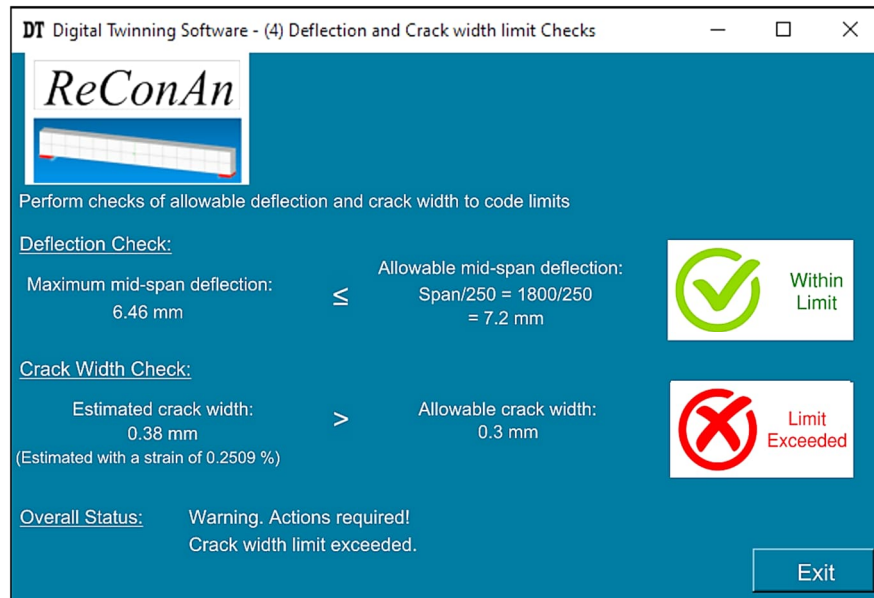 DT Digital Twinning Software - (4) Deflection and Crack width limit Checks
ReConAn
Perform checks of allowable deflection and crack width to code limits
Deflection Check:
Maximum mid-span deflection:
6.46 mm
≤
Allowable mid-span deflection:
Span/250 = 1800/250
= 7.2 mm
Within
Limit
Crack Width Check:
Estimated crack width:
0.38 mm
(Estimated with a strain of 0.2509 %)
>
Allowable crack width:
0.3 mm
Limit
Exceeded
Overall Status:
Warning. Actions required!
Crack width limit exceeded.
Exit